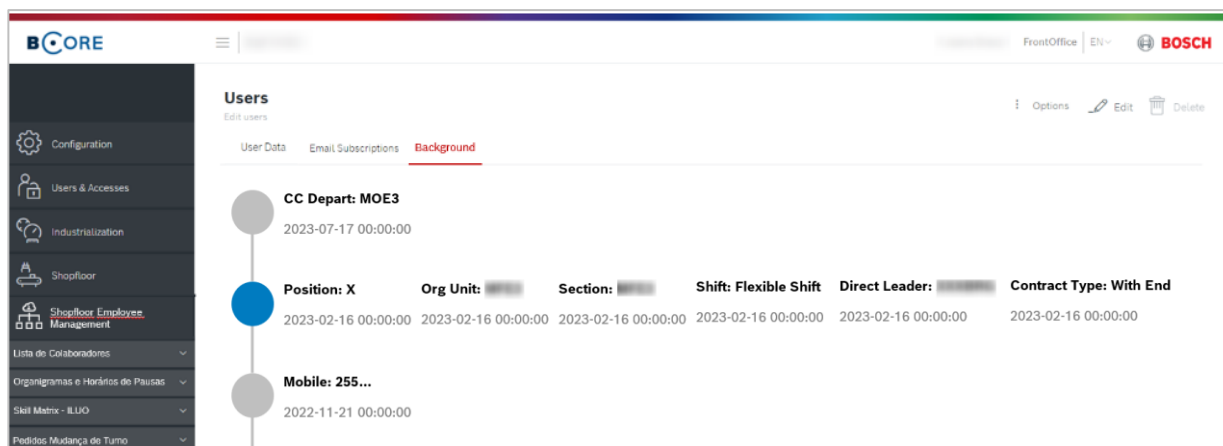 BCORE
FrontOffice EN BOSCH
Users
Edit users
Options Edit Delete
User Data Email Subscriptions Background
Configuration
Users & Accesses
Industrialization
Shopfloor
Shopfloor Employee
Management
Lista de Colaboradores
Organigramas e Horários de Pausas
Skill Matrix - ILUO
Pedidos Mudança de Turno
CC Depart: MOE3
2023-07-17 00:00:00
Position: X Org Unit: Section: Shift: Flexible Shift Direct Leader: Contract Type: With End
2023-02-16 00:00:00 2023-02-16 00:00:00 2023-02-16 00:00:00 2023-02-16 00:00:00 2023-02-16 00:00:00 2023-02-16 00:00:00
Mobile: 255...
2022-11-21 00:00:00